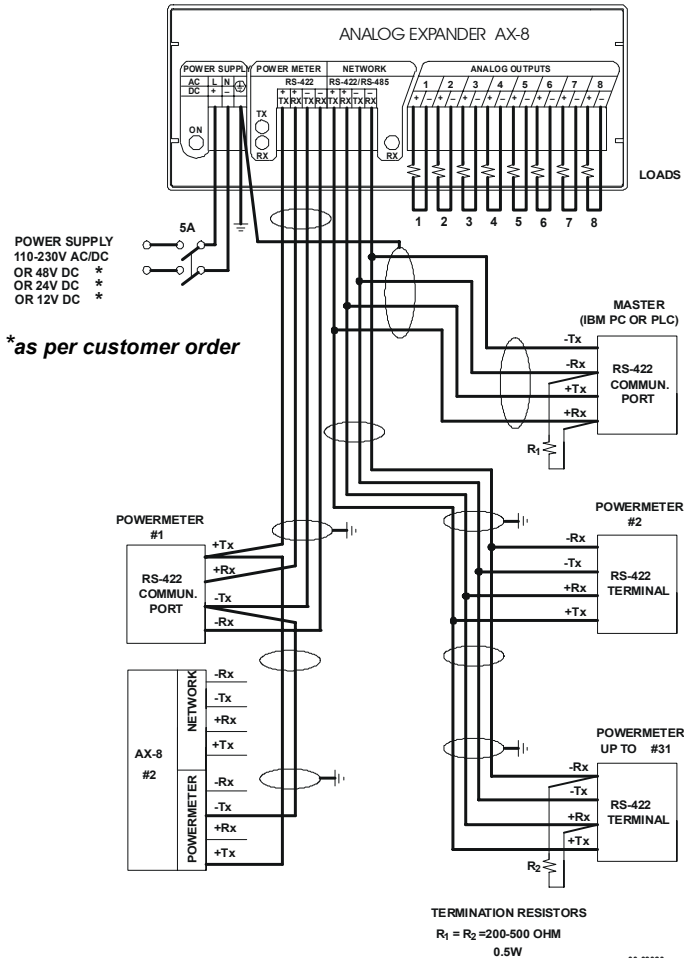 ANALOG EXPANDER AX-8
POWER SUPPLY
POWER METER
NETWORK
ANALOG OUTPUTS
AC L N
DC + −
RS-422
RS-422/RS-485
+ + − − + + − −
TX RX TX RX TX RX TX RX
1 2 3 4 5 6 7 8
+ − + − + − + − + − + − + − + −
ON
TX
RX
RX
LOADS
1 2 3 4 5 6 7 8
5A
POWER SUPPLY
110-230V AC/DC
OR 48V DC *
OR 24V DC *
OR 12V DC *
*as per customer order
MASTER
(IBM PC OR PLC)
-Tx
-Rx
+Tx
+Rx
RS-422
COMMUN.
PORT
R1
POWERMETER
#1
+Tx
+Rx
-Tx
-Rx
RS-422
COMMUN.
PORT
POWERMETER
#2
-Rx
-Tx
+Rx
+Tx
RS-422
TERMINAL
AX-8
#2
NETWORK
-Rx
-Tx
+Rx
+Tx
POWERMETER
-Rx
-Tx
+Rx
+Tx
POWERMETER
UP TO #31
-Rx
-Tx
+Rx
+Tx
RS-422
TERMINAL
R2
TERMINATION RESISTORS
R1 = R2 =200-500 OHM
0.5W